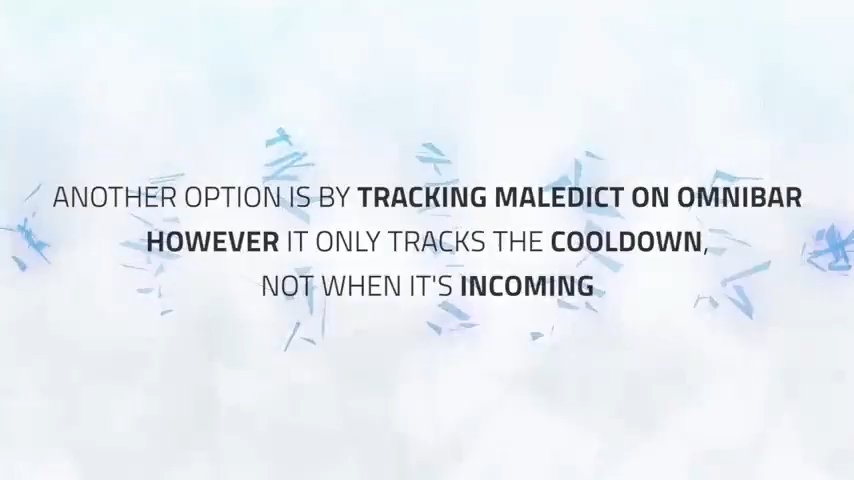 ANOTHER OPTION IS BY TRACKING MALEDICT ON OMNIBAR
HOWEVER IT ONLY TRACKS THE COOLDOWN,
NOT WHEN IT'S INCOMING